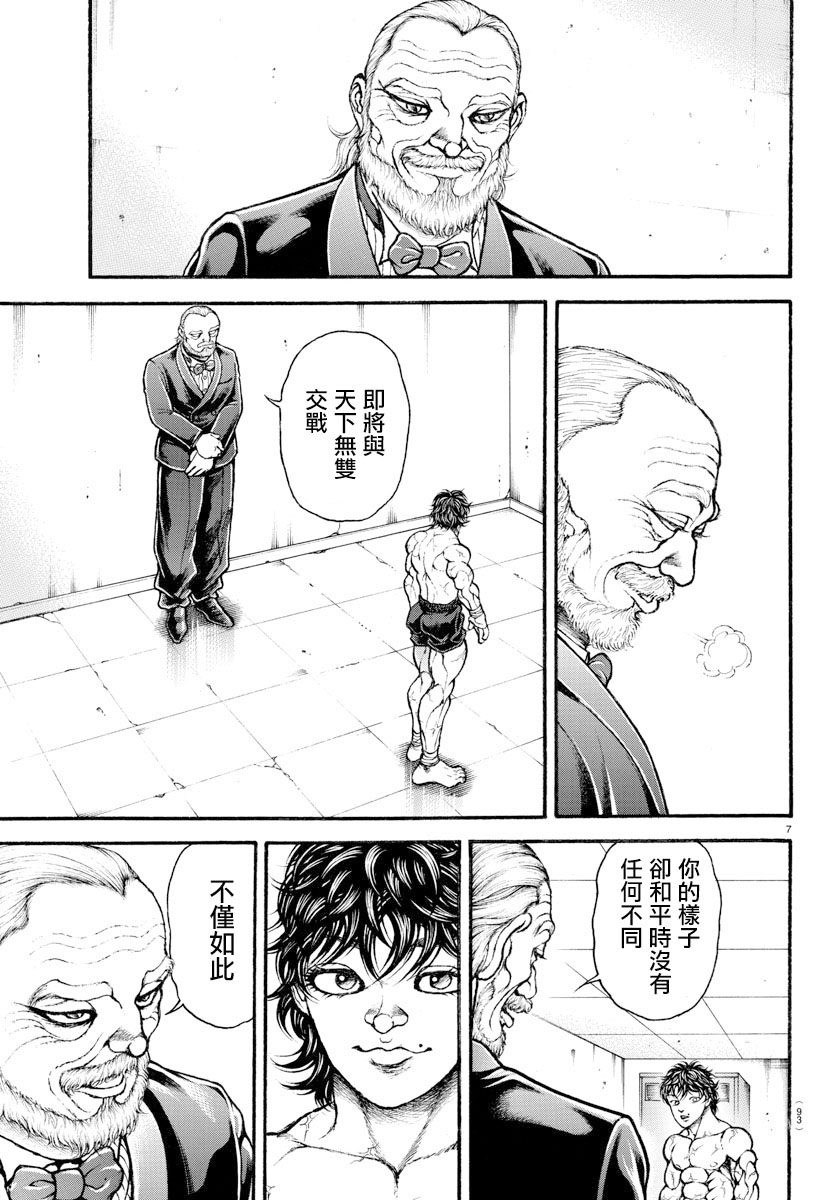 即將與
天下無雙
交戰
7
你的樣子
卻和平時沒有
任何不同
不僅如此
(93)